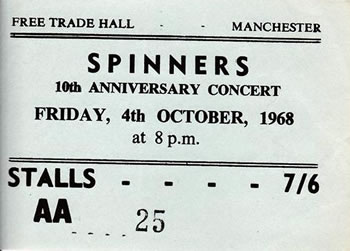 FREE TRADE HALL - - MANCHESTER
SPINNERS
10th ANNIVERSARY CONCERT
FRIDAY, 4th OCTOBER, 1968
at 8 p.m.
STALLS - - - - 7/6
AA 25